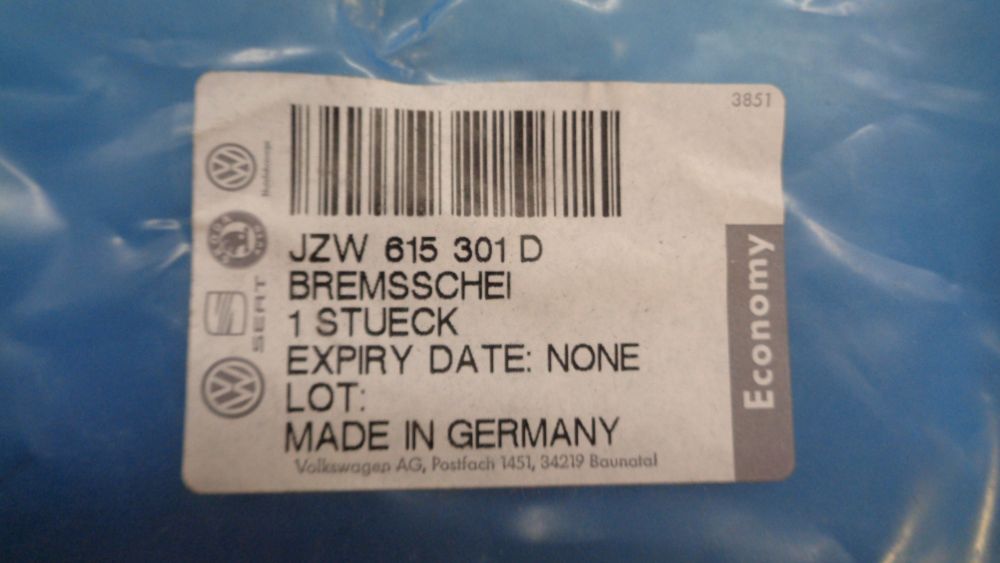 3851
JZW 615 301 D
BREMSSCHEI
1 STUECK
EXPIRY DATE: NONE
LOT:
MADE IN GERMANY
Volkswagen AG, Postfach 1451, 34219 Baunatal
Economy
SEAT